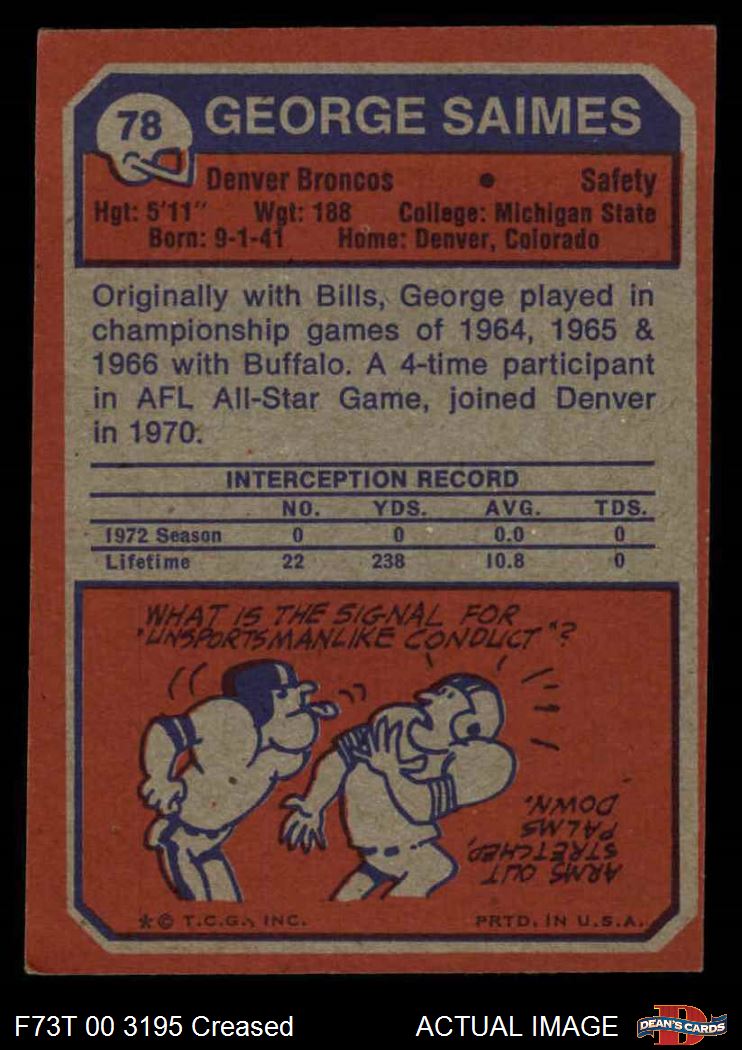 78
GEORGE SAIMES
Denver Broncos • Safety
Hgt: 5'11" Wgt: 188 College: Michigan State
Born: 9-1-41 Home: Denver, Colorado
Originally with Bills, George played in
championship games of 1964, 1965 &
1966 with Buffalo. A 4-time participant
in AFL All-Star Game, joined Denver
in 1970.
INTERCEPTION RECORD
NO. YDS. AVG. TDS.
1972 Season 0 0 0.0 0
Lifetime 22 238 10.8 0
WHAT IS THE SIGNAL FOR
"UNSPORTSMANLIKE CONDUCT"?
ARMS OUT
STRETCHED,
PALMS
DOWN.
* © T.C.G., INC. PRTD. IN U.S.A.
F73T 00 3195 Creased ACTUAL IMAGE
D
DEAN'S CARDS